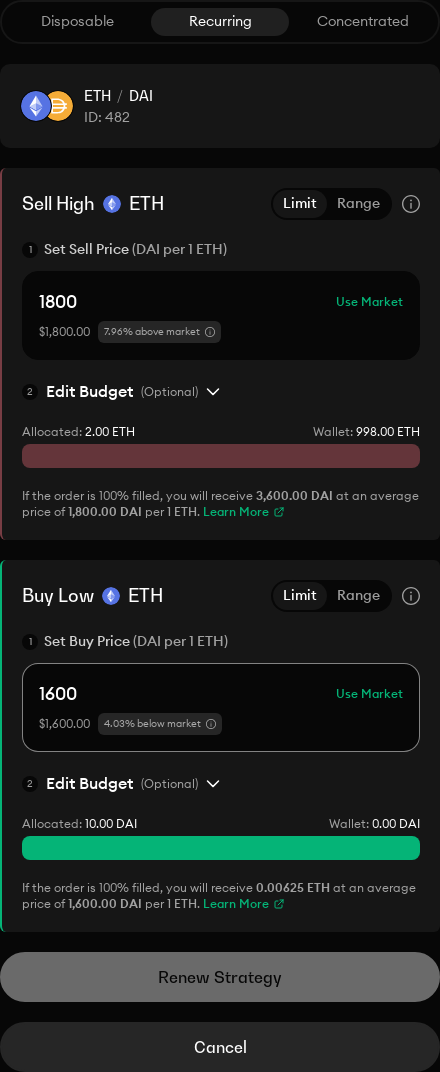 Disposable Recurring Concentrated
ETH / DAI
ID: 482
Sell High ETH Limit Range
1 Set Sell Price (DAI per 1 ETH)
1800 Use Market
$1,800.00 7.96% above market
2 Edit Budget (Optional)
Allocated: 2.00 ETH Wallet: 998.00 ETH
If the order is 100% filled, you will receive 3,600.00 DAI at an average
price of 1,800.00 DAI per 1 ETH. Learn More
Buy Low ETH Limit Range
1 Set Buy Price (DAI per 1 ETH)
1600 Use Market
$1,600.00 4.03% below market
2 Edit Budget (Optional)
Allocated: 10.00 DAI Wallet: 0.00 DAI
If the order is 100% filled, you will receive 0.00625 ETH at an average
price of 1,600.00 DAI per 1 ETH. Learn More
Renew Strategy
Cancel